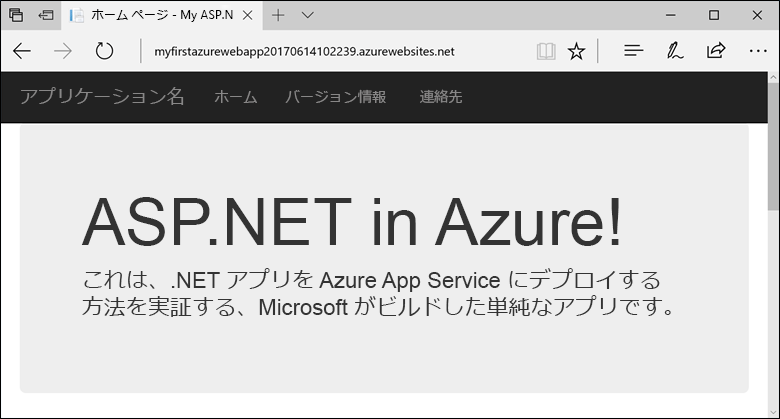 ホーム ページ - My ASP.N
myfirstazurewebapp20170614102239.azurewebsites.net
アプリケーション名 ホーム バージョン情報 連絡先
ASP.NET in Azure!
これは、.NET アプリを Azure App Service にデプロイする
方法を実証する、Microsoft がビルドした単純なアプリです。